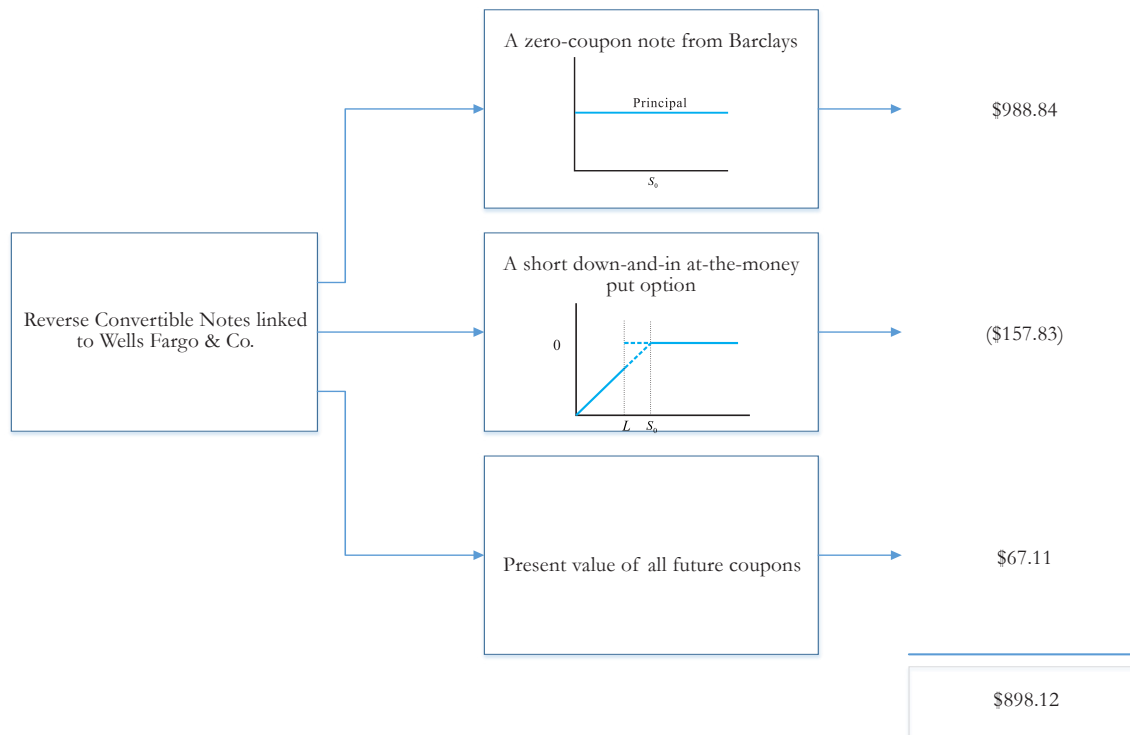 A zero-coupon note from Barclays
Principal
S₀
$988.84
Reverse Convertible Notes linked
to Wells Fargo & Co.
A short down-and-in at-the-money
put option
0
L
S₀
($157.83)
Present value of all future coupons
$67.11
$898.12